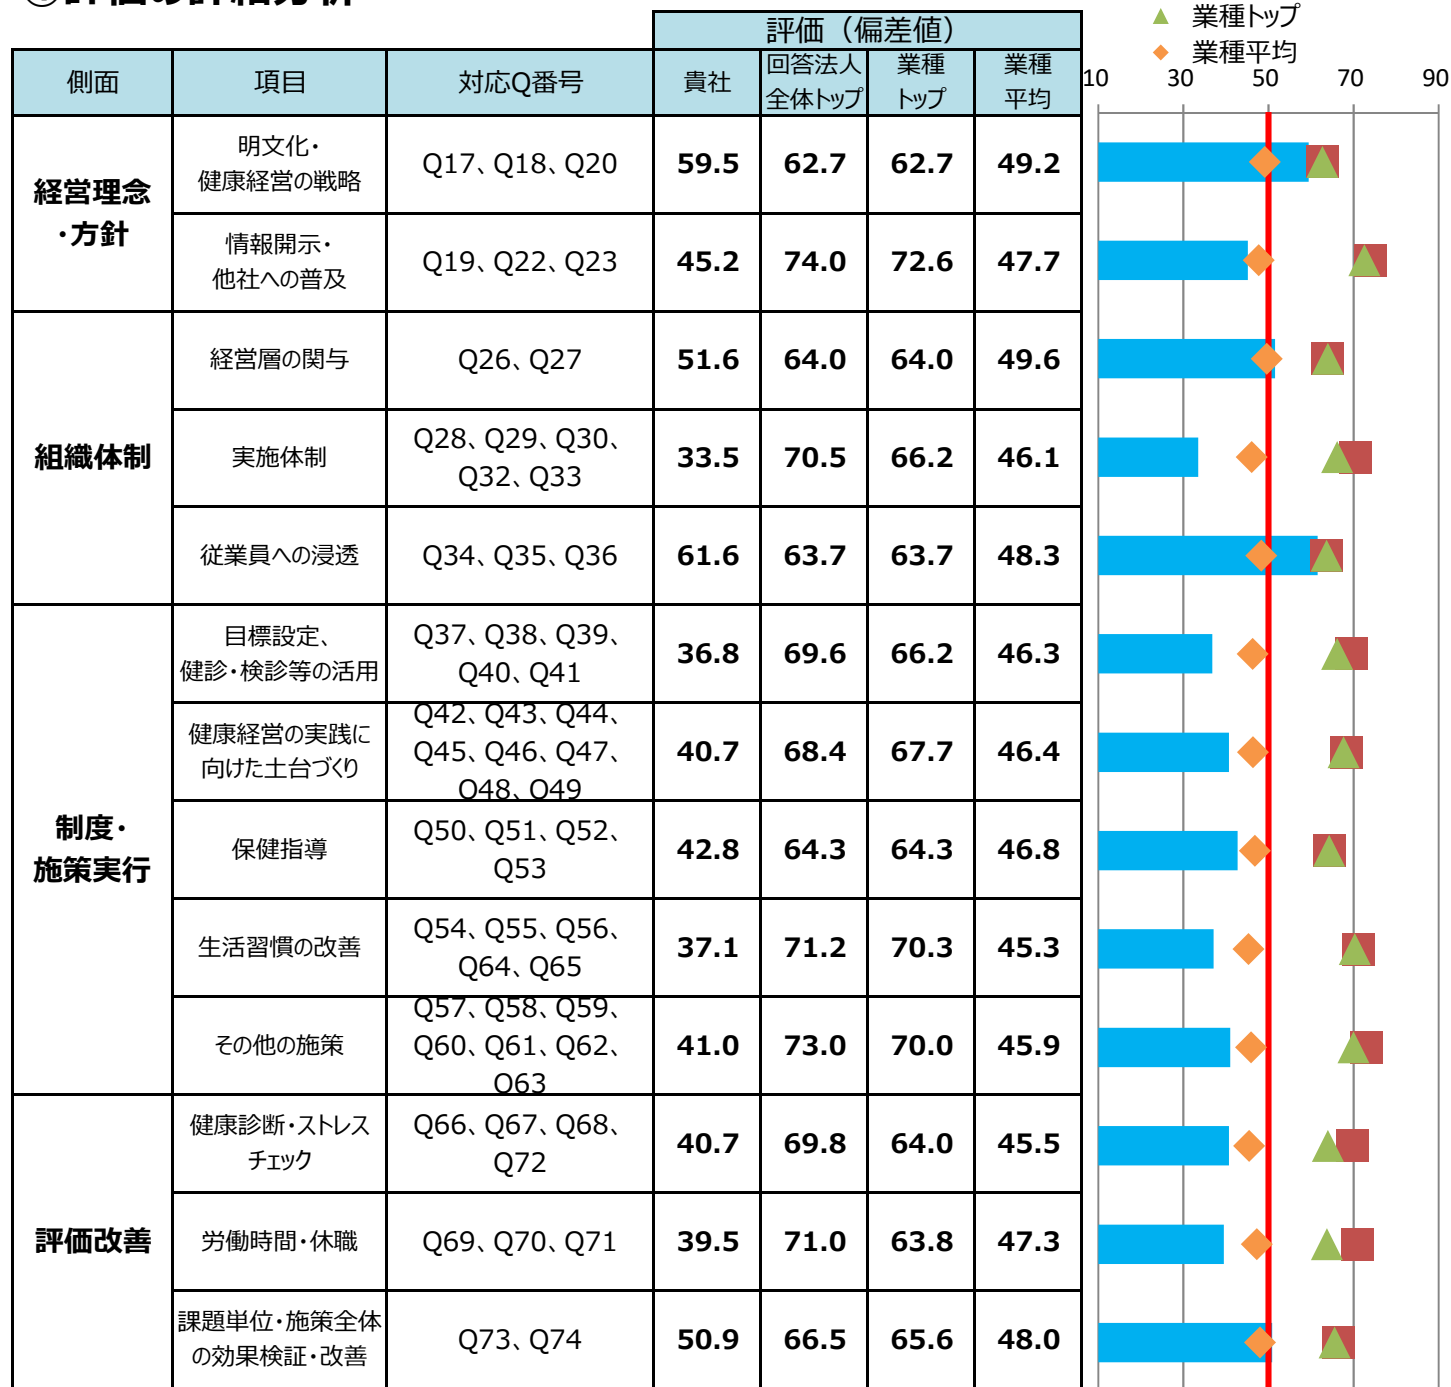 評価（偏差値）
▲ 業種トップ
◆ 業種平均
側面 項目 対応Q番号 貴社 回答法人 業種 業種
全体トップ トップ 平均
10 30 50 70 90
経営理念
・方針
明文化・
健康経営の戦略
Q17、Q18、Q20 59.5 62.7 62.7 49.2
情報開示・
他社への普及
Q19、Q22、Q23 45.2 74.0 72.6 47.7
組織体制
経営層の関与 Q26、Q27 51.6 64.0 64.0 49.6
実施体制
Q28、Q29、Q30、
Q32、Q33
33.5 70.5 66.2 46.1
従業員への浸透 Q34、Q35、Q36 61.6 63.7 63.7 48.3
制度・
施策実行
目標設定、
健診・検診等の活用
Q37、Q38、Q39、
Q40、Q41
36.8 69.6 66.2 46.3
健康経営の実践に
向けた土台づくり
Q42、Q43、Q44、
Q45、Q46、Q47、
Q48、Q49
40.7 68.4 67.7 46.4
保健指導
Q50、Q51、Q52、
Q53
42.8 64.3 64.3 46.8
生活習慣の改善
Q54、Q55、Q56、
Q64、Q65
37.1 71.2 70.3 45.3
その他の施策
Q57、Q58、Q59、
Q60、Q61、Q62、
Q63
41.0 73.0 70.0 45.9
評価改善
健康診断・ストレス
チェック
Q66、Q67、Q68、
Q72
40.7 69.8 64.0 45.5
労働時間・休職 Q69、Q70、Q71 39.5 71.0 63.8 47.3
課題単位・施策全体
の効果検証・改善
Q73、Q74 50.9 66.5 65.6 48.0